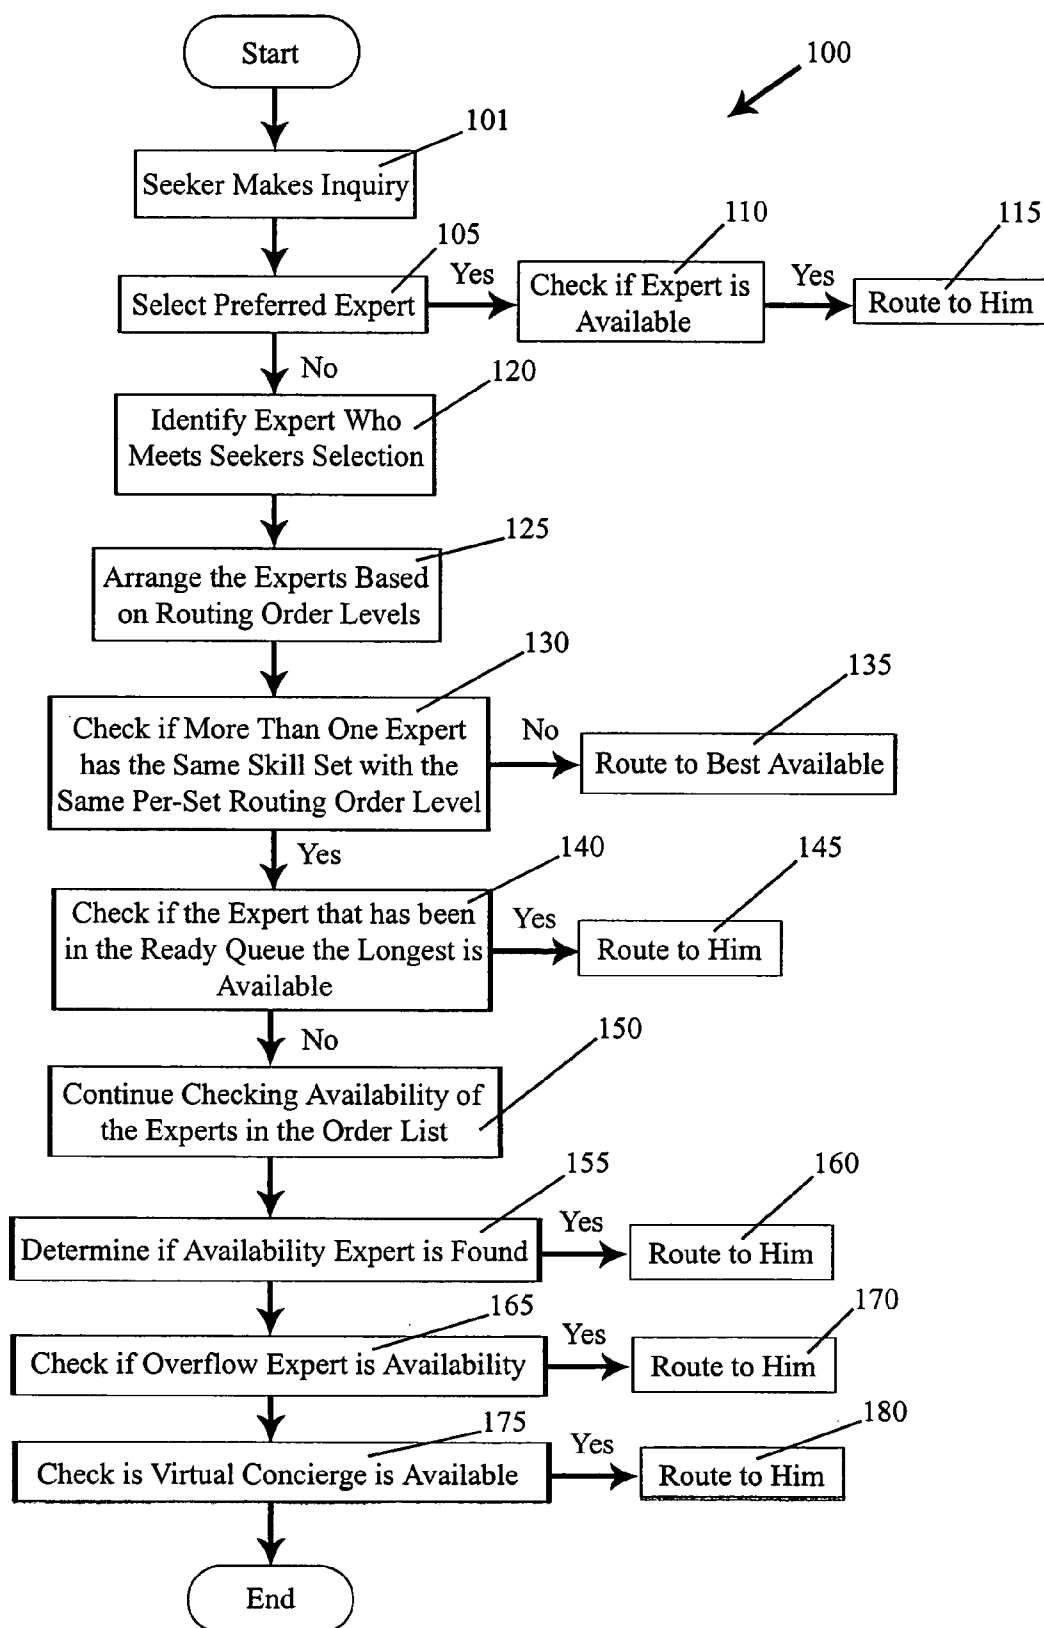 Start
100
101
Seeker Makes Inquiry
105
110
115
Select Preferred Expert
Yes
Check if Expert is
Available
Yes
Route to Him
No
120
Identify Expert Who
Meets Seekers Selection
125
Arrange the Experts Based
on Routing Order Levels
130
135
Check if More Than One Expert
has the Same Skill Set with the
Same Per-Set Routing Order Level
No
Route to Best Available
Yes
140
145
Check if the Expert that has been
in the Ready Queue the Longest is
Available
Yes
Route to Him
No
150
Continue Checking Availability of
the Experts in the Order List
155
160
Determine if Availability Expert is Found
Yes
Route to Him
165
170
Check if Overflow Expert is Availability
Yes
Route to Him
175
180
Check is Virtual Concierge is Available
Yes
Route to Him
End